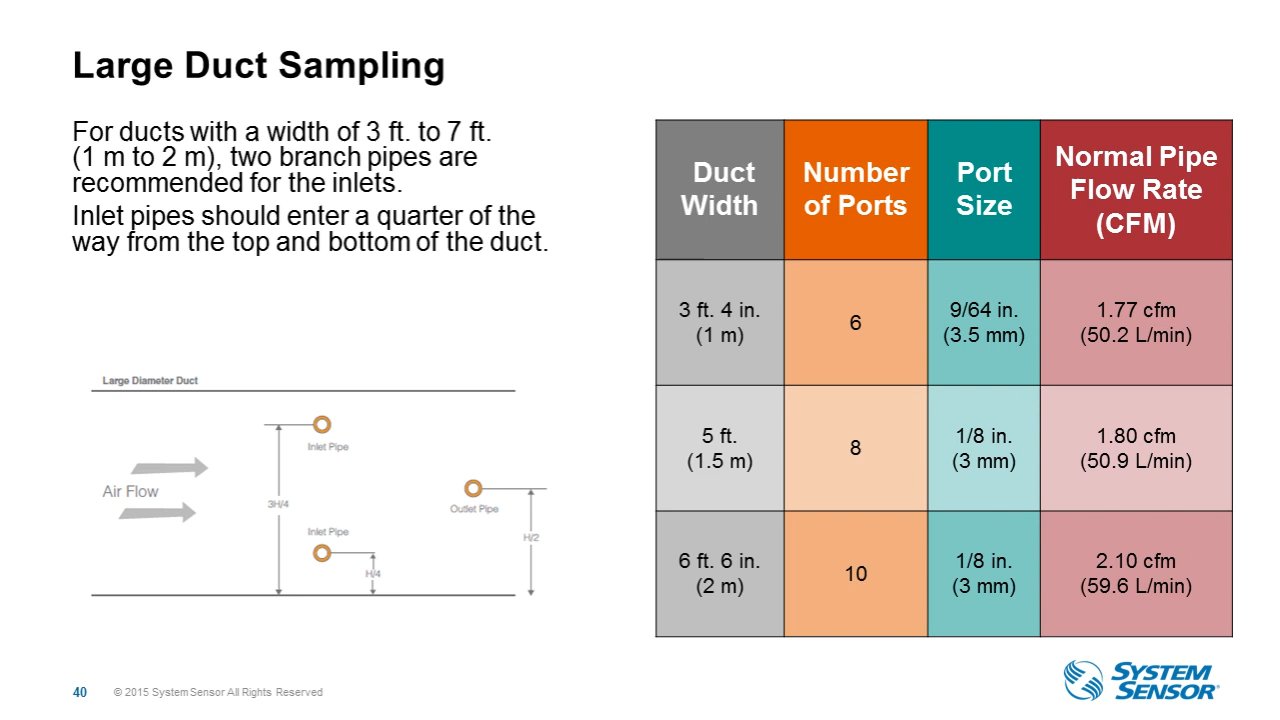 Large Duct Sampling
For ducts with a width of 3 ft. to 7 ft.
(1 m to 2 m), two branch pipes are
recommended for the inlets.
Inlet pipes should enter a quarter of the
way from the top and bottom of the duct.
Large Diameter Duct
Inlet Pipe
Air Flow
3H/4
Outlet Pipe
Inlet Pipe
H/2
H/4
Duct
Width
Number
of Ports
Port
Size
Normal Pipe
Flow Rate
(CFM)
3 ft. 4 in.
(1 m)
6
9/64 in.
(3.5 mm)
1.77 cfm
(50.2 L/min)
5 ft.
(1.5 m)
8
1/8 in.
(3 mm)
1.80 cfm
(50.9 L/min)
6 ft. 6 in.
(2 m)
10
1/8 in.
(3 mm)
2.10 cfm
(59.6 L/min)
40
© 2015 System Sensor All Rights Reserved
SYSTEM
SENSOR®